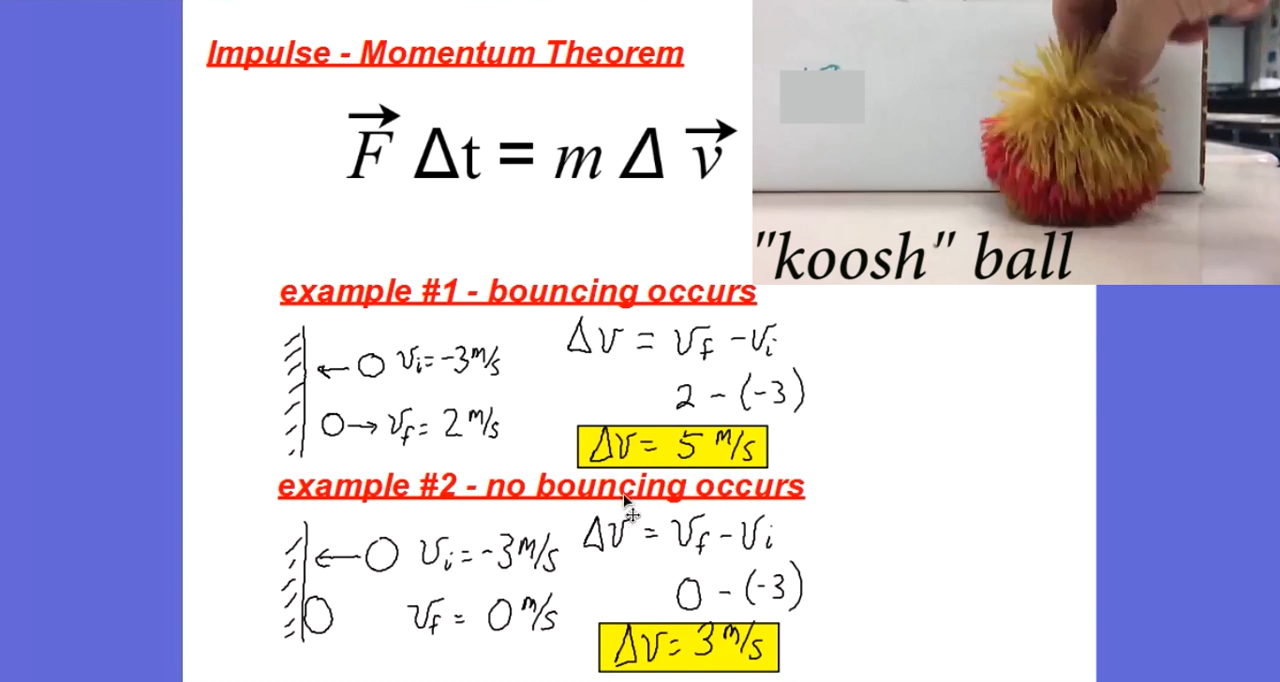 Impulse - Momentum Theorem
F Δt = m Δ v
"koosh" ball
example #1 - bouncing occurs
vi = -3 m/s
vf = 2 m/s
Δv = vf - vi
2 - (-3)
Δv = 5 m/s
example #2 - no bouncing occurs
vi = -3 m/s
vf = 0 m/s
Δv = vf - vi
0 - (-3)
Δv = 3 m/s